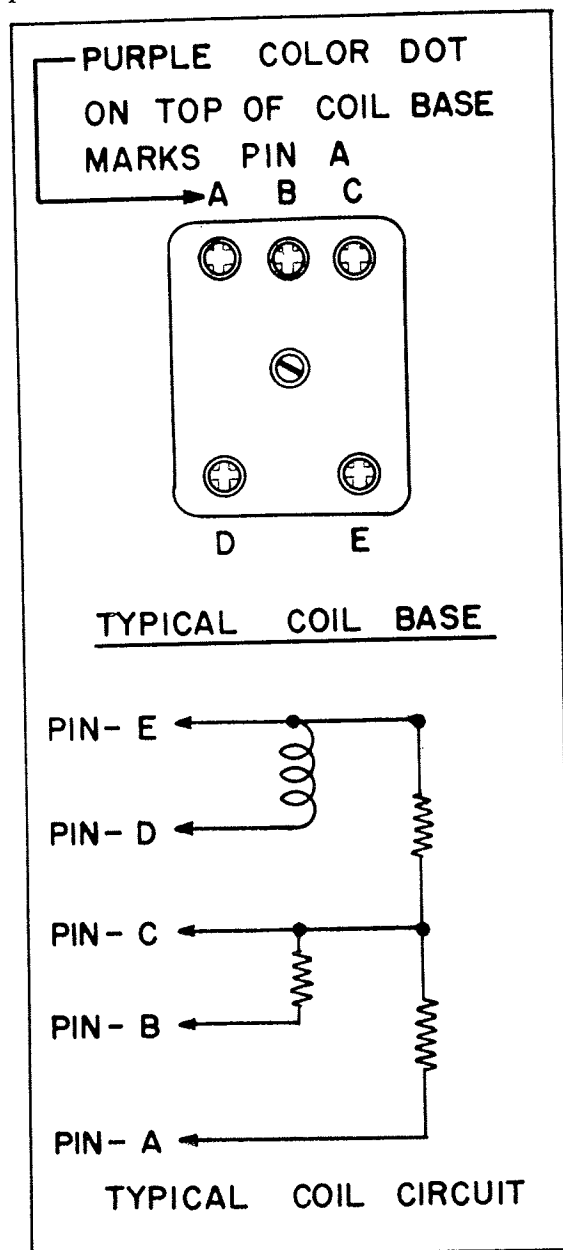 PURPLE COLOR DOT
ON TOP OF COIL BASE
MARKS PIN A
A B C
D E
TYPICAL COIL BASE
PIN- E
PIN- D
PIN- C
PIN- B
PIN- A
TYPICAL COIL CIRCUIT